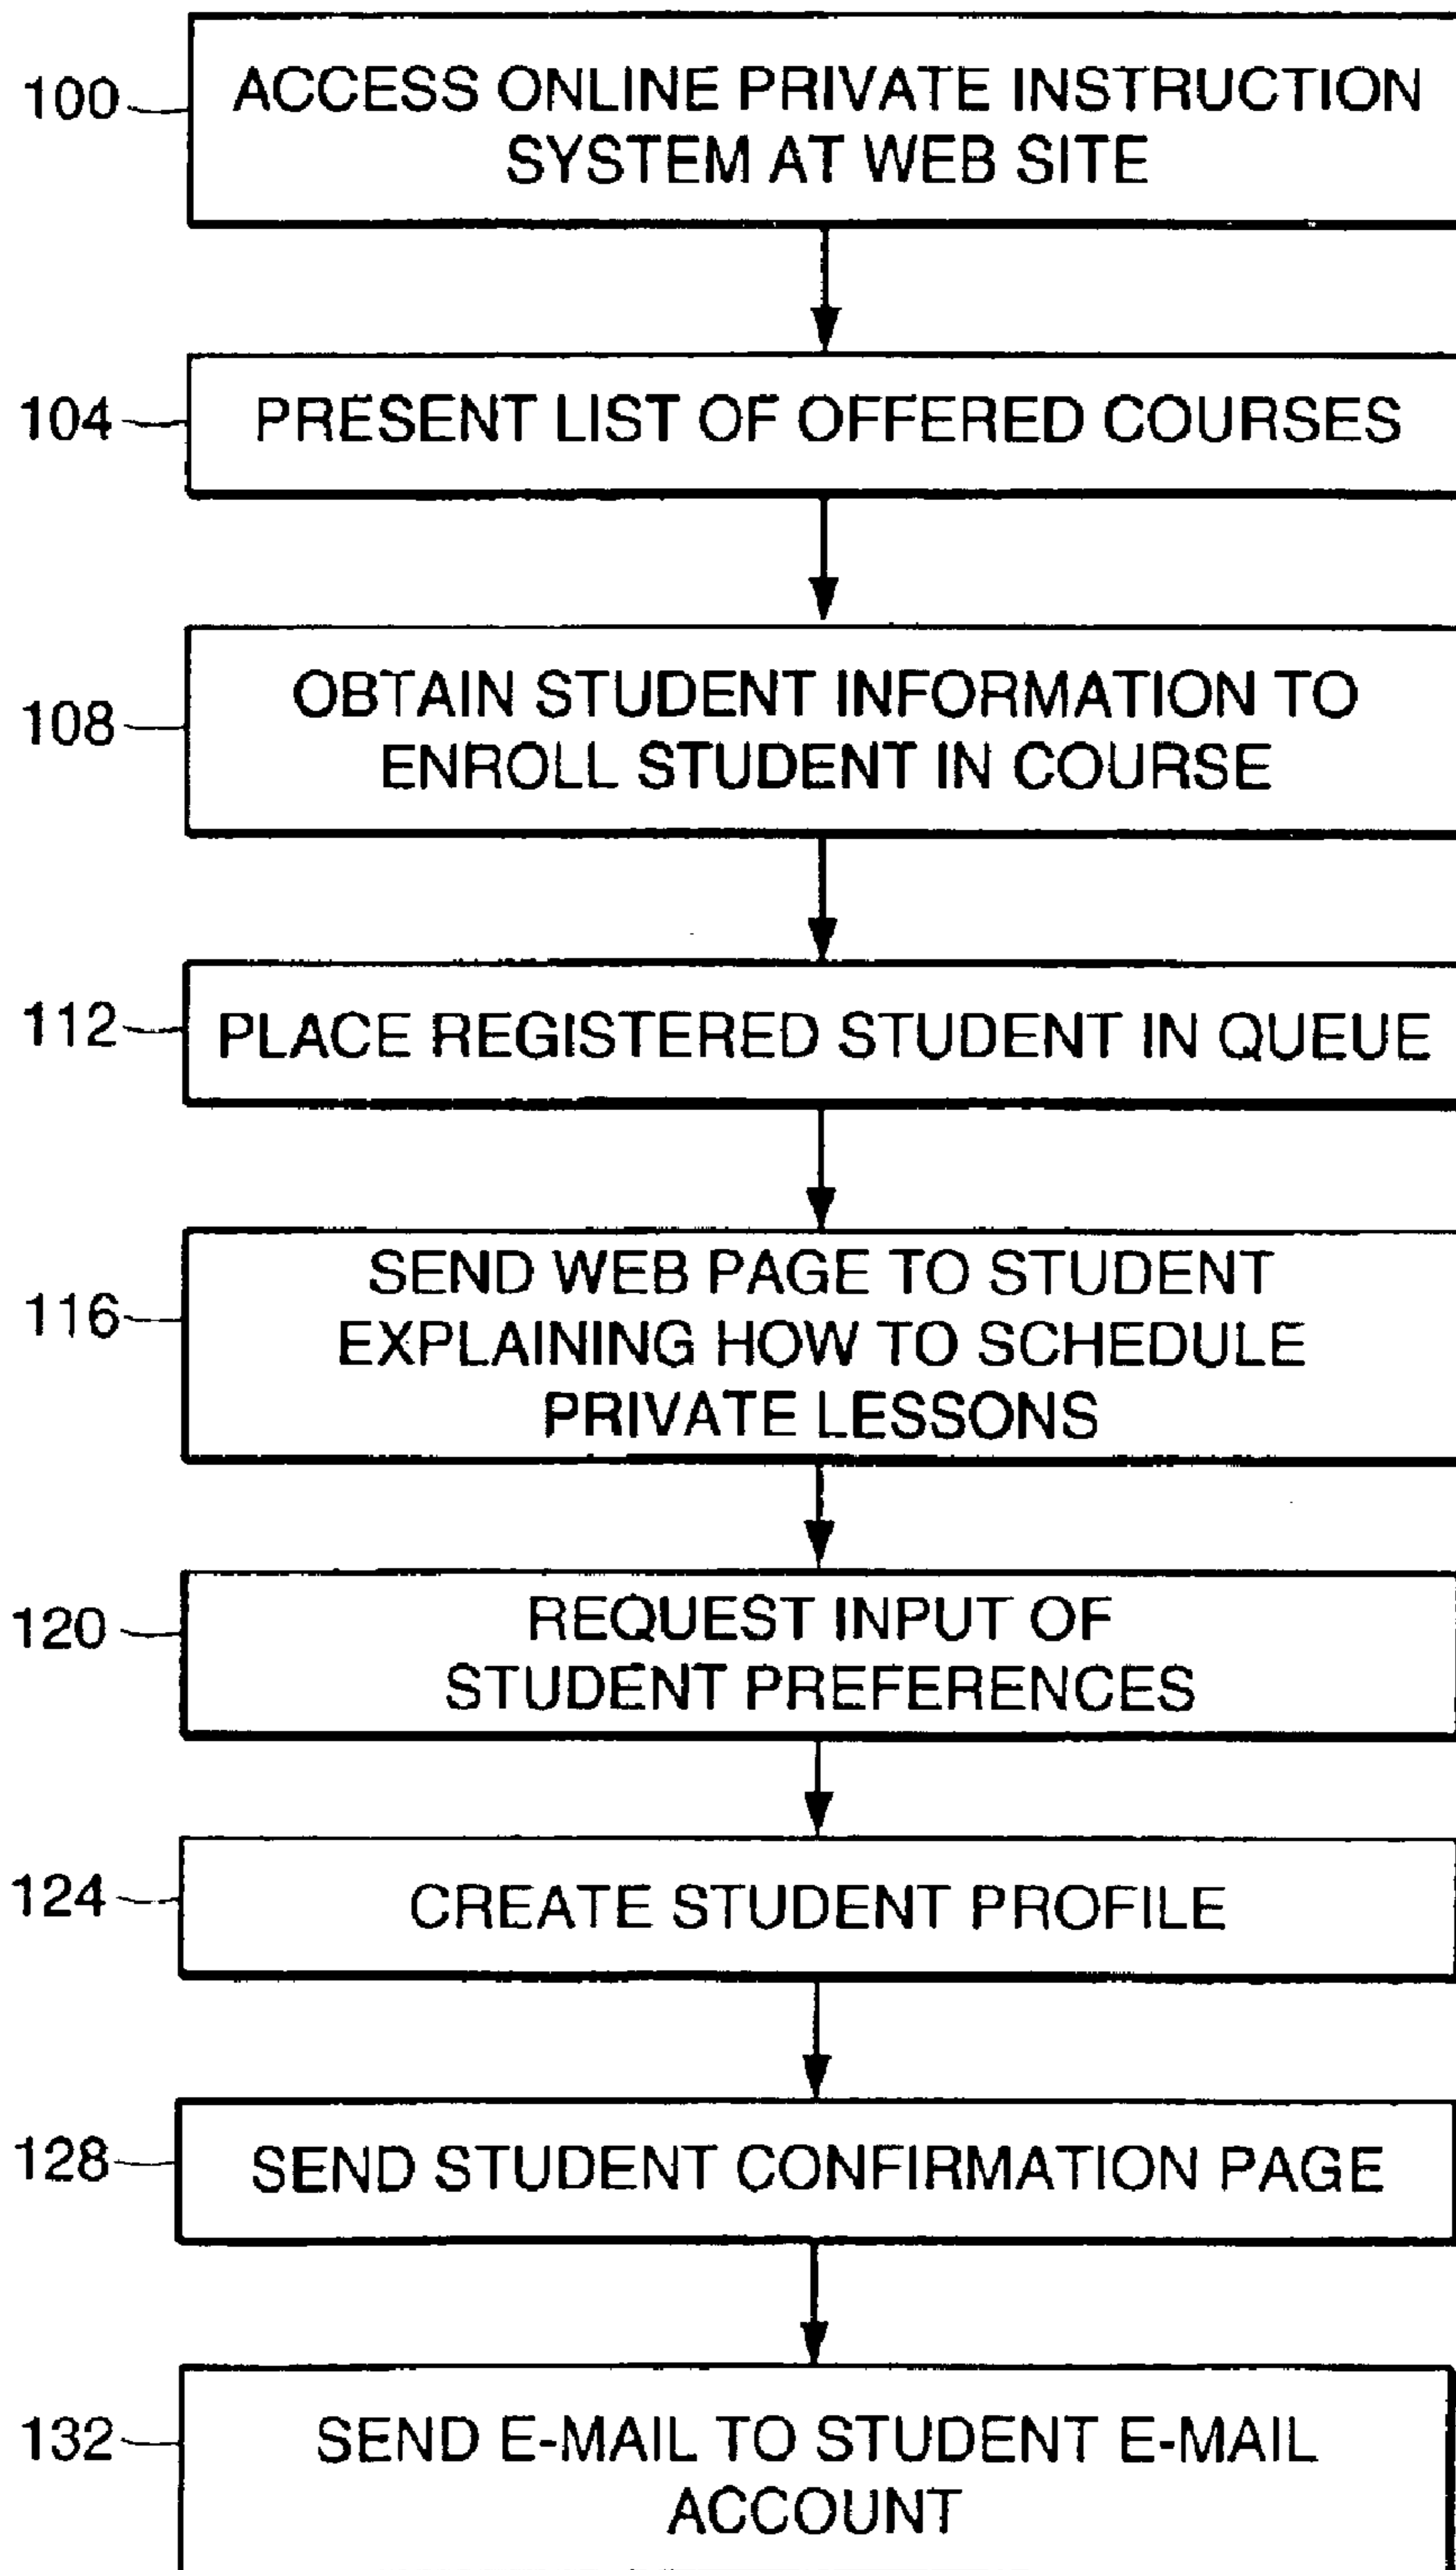 100
ACCESS ONLINE PRIVATE INSTRUCTION
SYSTEM AT WEB SITE
104
PRESENT LIST OF OFFERED COURSES
108
OBTAIN STUDENT INFORMATION TO
ENROLL STUDENT IN COURSE
112
PLACE REGISTERED STUDENT IN QUEUE
116
SEND WEB PAGE TO STUDENT
EXPLAINING HOW TO SCHEDULE
PRIVATE LESSONS
120
REQUEST INPUT OF
STUDENT PREFERENCES
124
CREATE STUDENT PROFILE
128
SEND STUDENT CONFIRMATION PAGE
132
SEND E-MAIL TO STUDENT E-MAIL
ACCOUNT